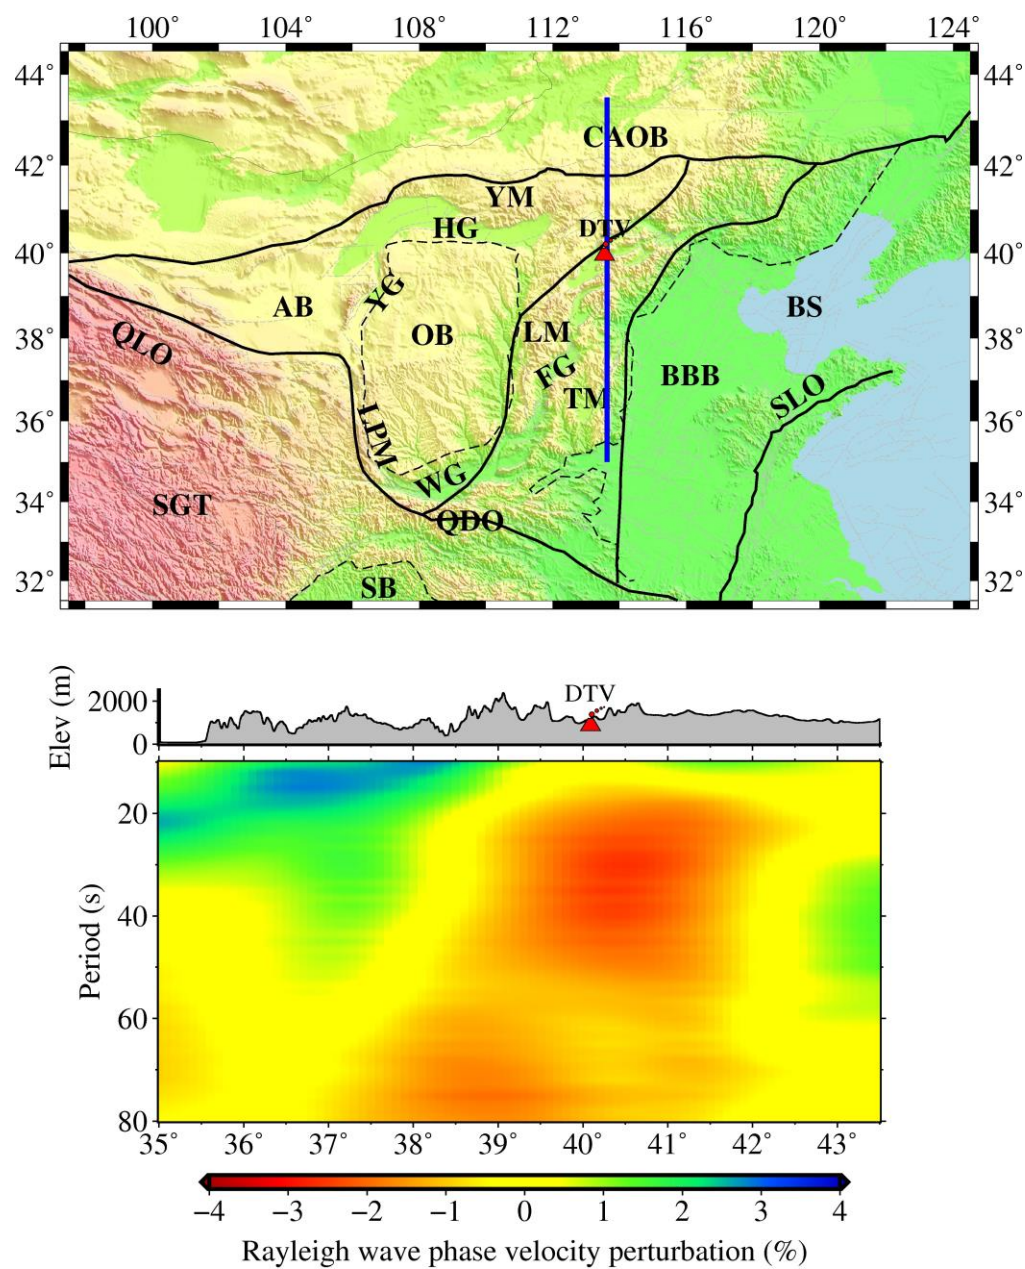 100° 104° 108° 112° 116° 120° 124°
44° 44°
CAOB
42° 42°
YM
HG DTV
40° 40°
YG
AB BS
QLO OB LM
38° 38°
FG BBB
TM SLO
36° 36°
LPM
WG
SGT
34° QDO 34°
32° SB 32°
Elev (m)
2000
0
DTV
Period (s)
20
40
60
80
35° 36° 37° 38° 39° 40° 41° 42° 43°
−4 −3 −2 −1 0 1 2 3 4
Rayleigh wave phase velocity perturbation (%)